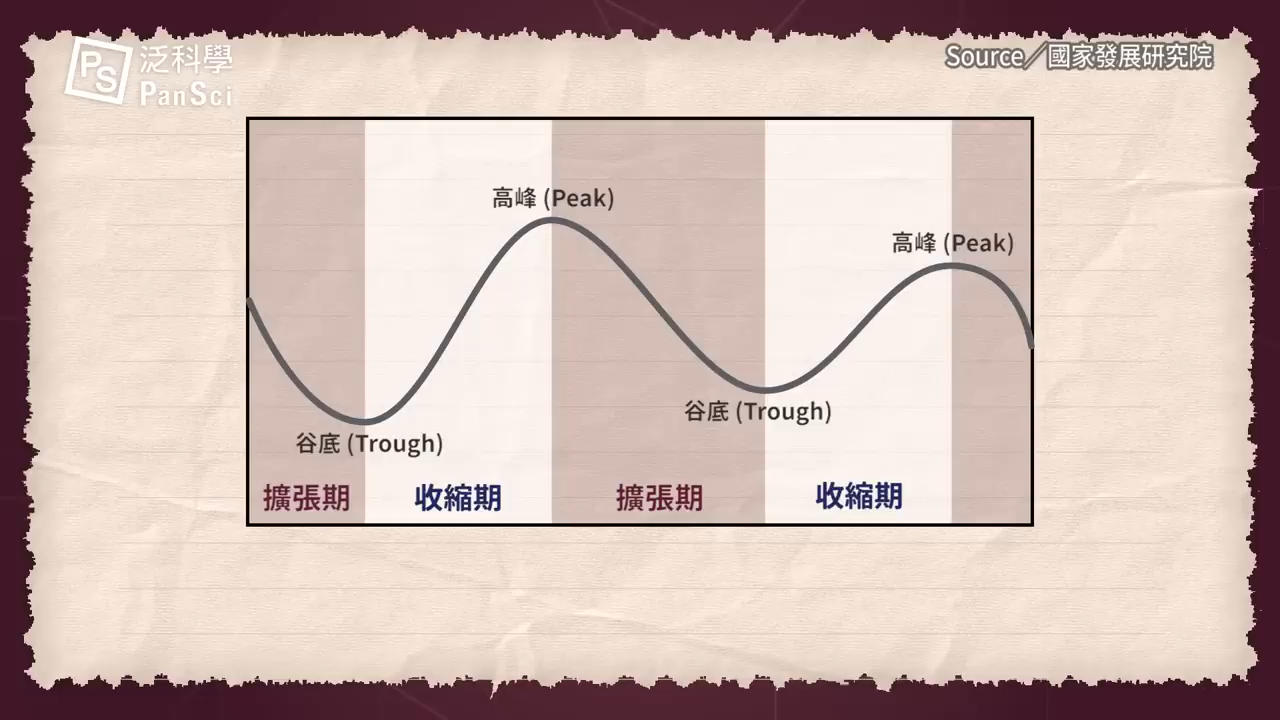 PS 泛科學
PanSci
Source／國家發展研究院
高峰 (Peak)
高峰 (Peak)
谷底 (Trough)
谷底 (Trough)
擴張期
收縮期
擴張期
收縮期